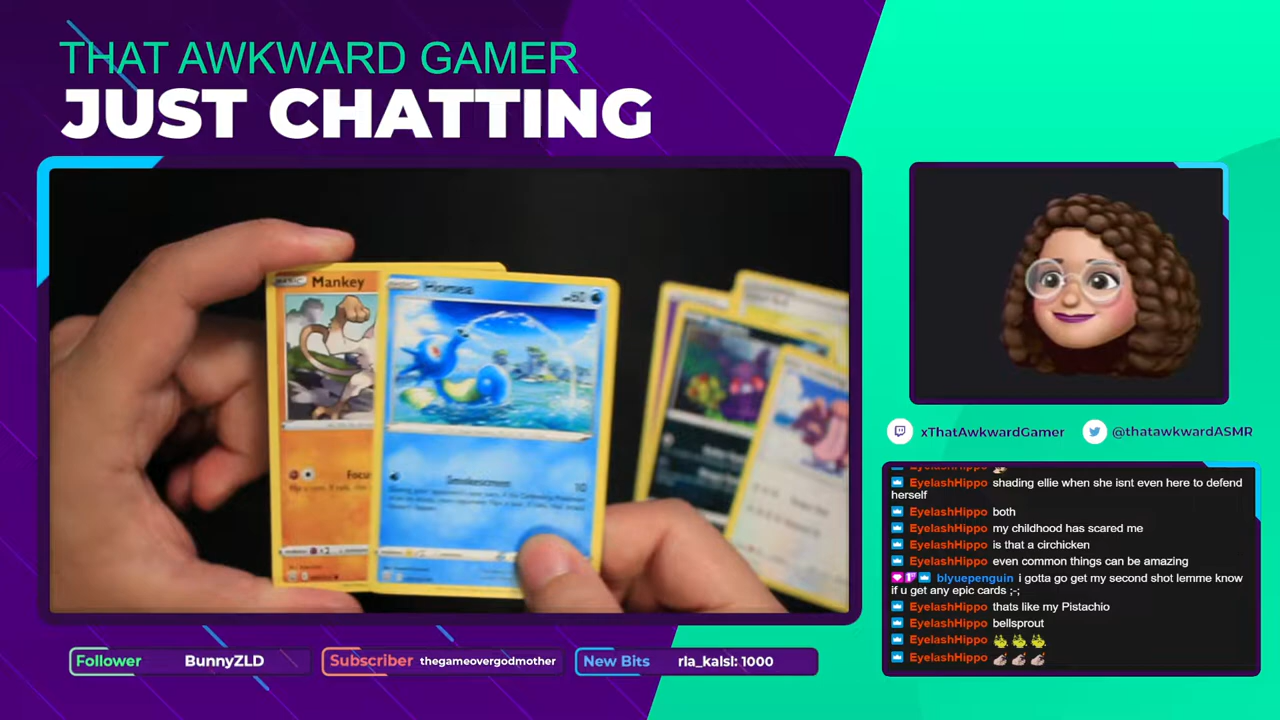 THAT AWKWARD GAMER
JUST CHATTING
Mankey
Horsea
Smokescreen
10
Focus
xThatAwkwardGamer
@thatawkwardASMR
EyelashHippo shading ellie when she isnt even here to defend
herself
EyelashHippo both
EyelashHippo my childhood has scared me
EyelashHippo is that a circhicken
EyelashHippo even common things can be amazing
blyuepenguin i gotta go get my second shot lemme know
if u get any epic cards ;-;
EyelashHippo thats like my Pistachio
EyelashHippo bellsprout
EyelashHippo
EyelashHippo
Follower BunnyZLD
Subscriber thegameovergodmother
New Bits rla_kalsl: 1000